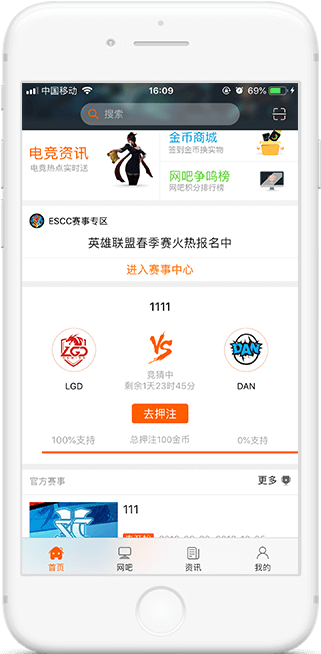 中国移动 16:09 69%
搜索
电竞资讯
电竞热点实时送
金币商城
签到金币换实物
网吧争鸣榜
网吧积分排行榜
ESCC赛事专区
英雄联盟春季赛火热报名中
进入赛事中心
1111
LGD VS DAN
竞猜中
剩余1天23时45分
LGD DAN
去押注
100%支持 总押注100金币 0%支持
官方赛事 更多
111
首页 网吧 资讯 我的